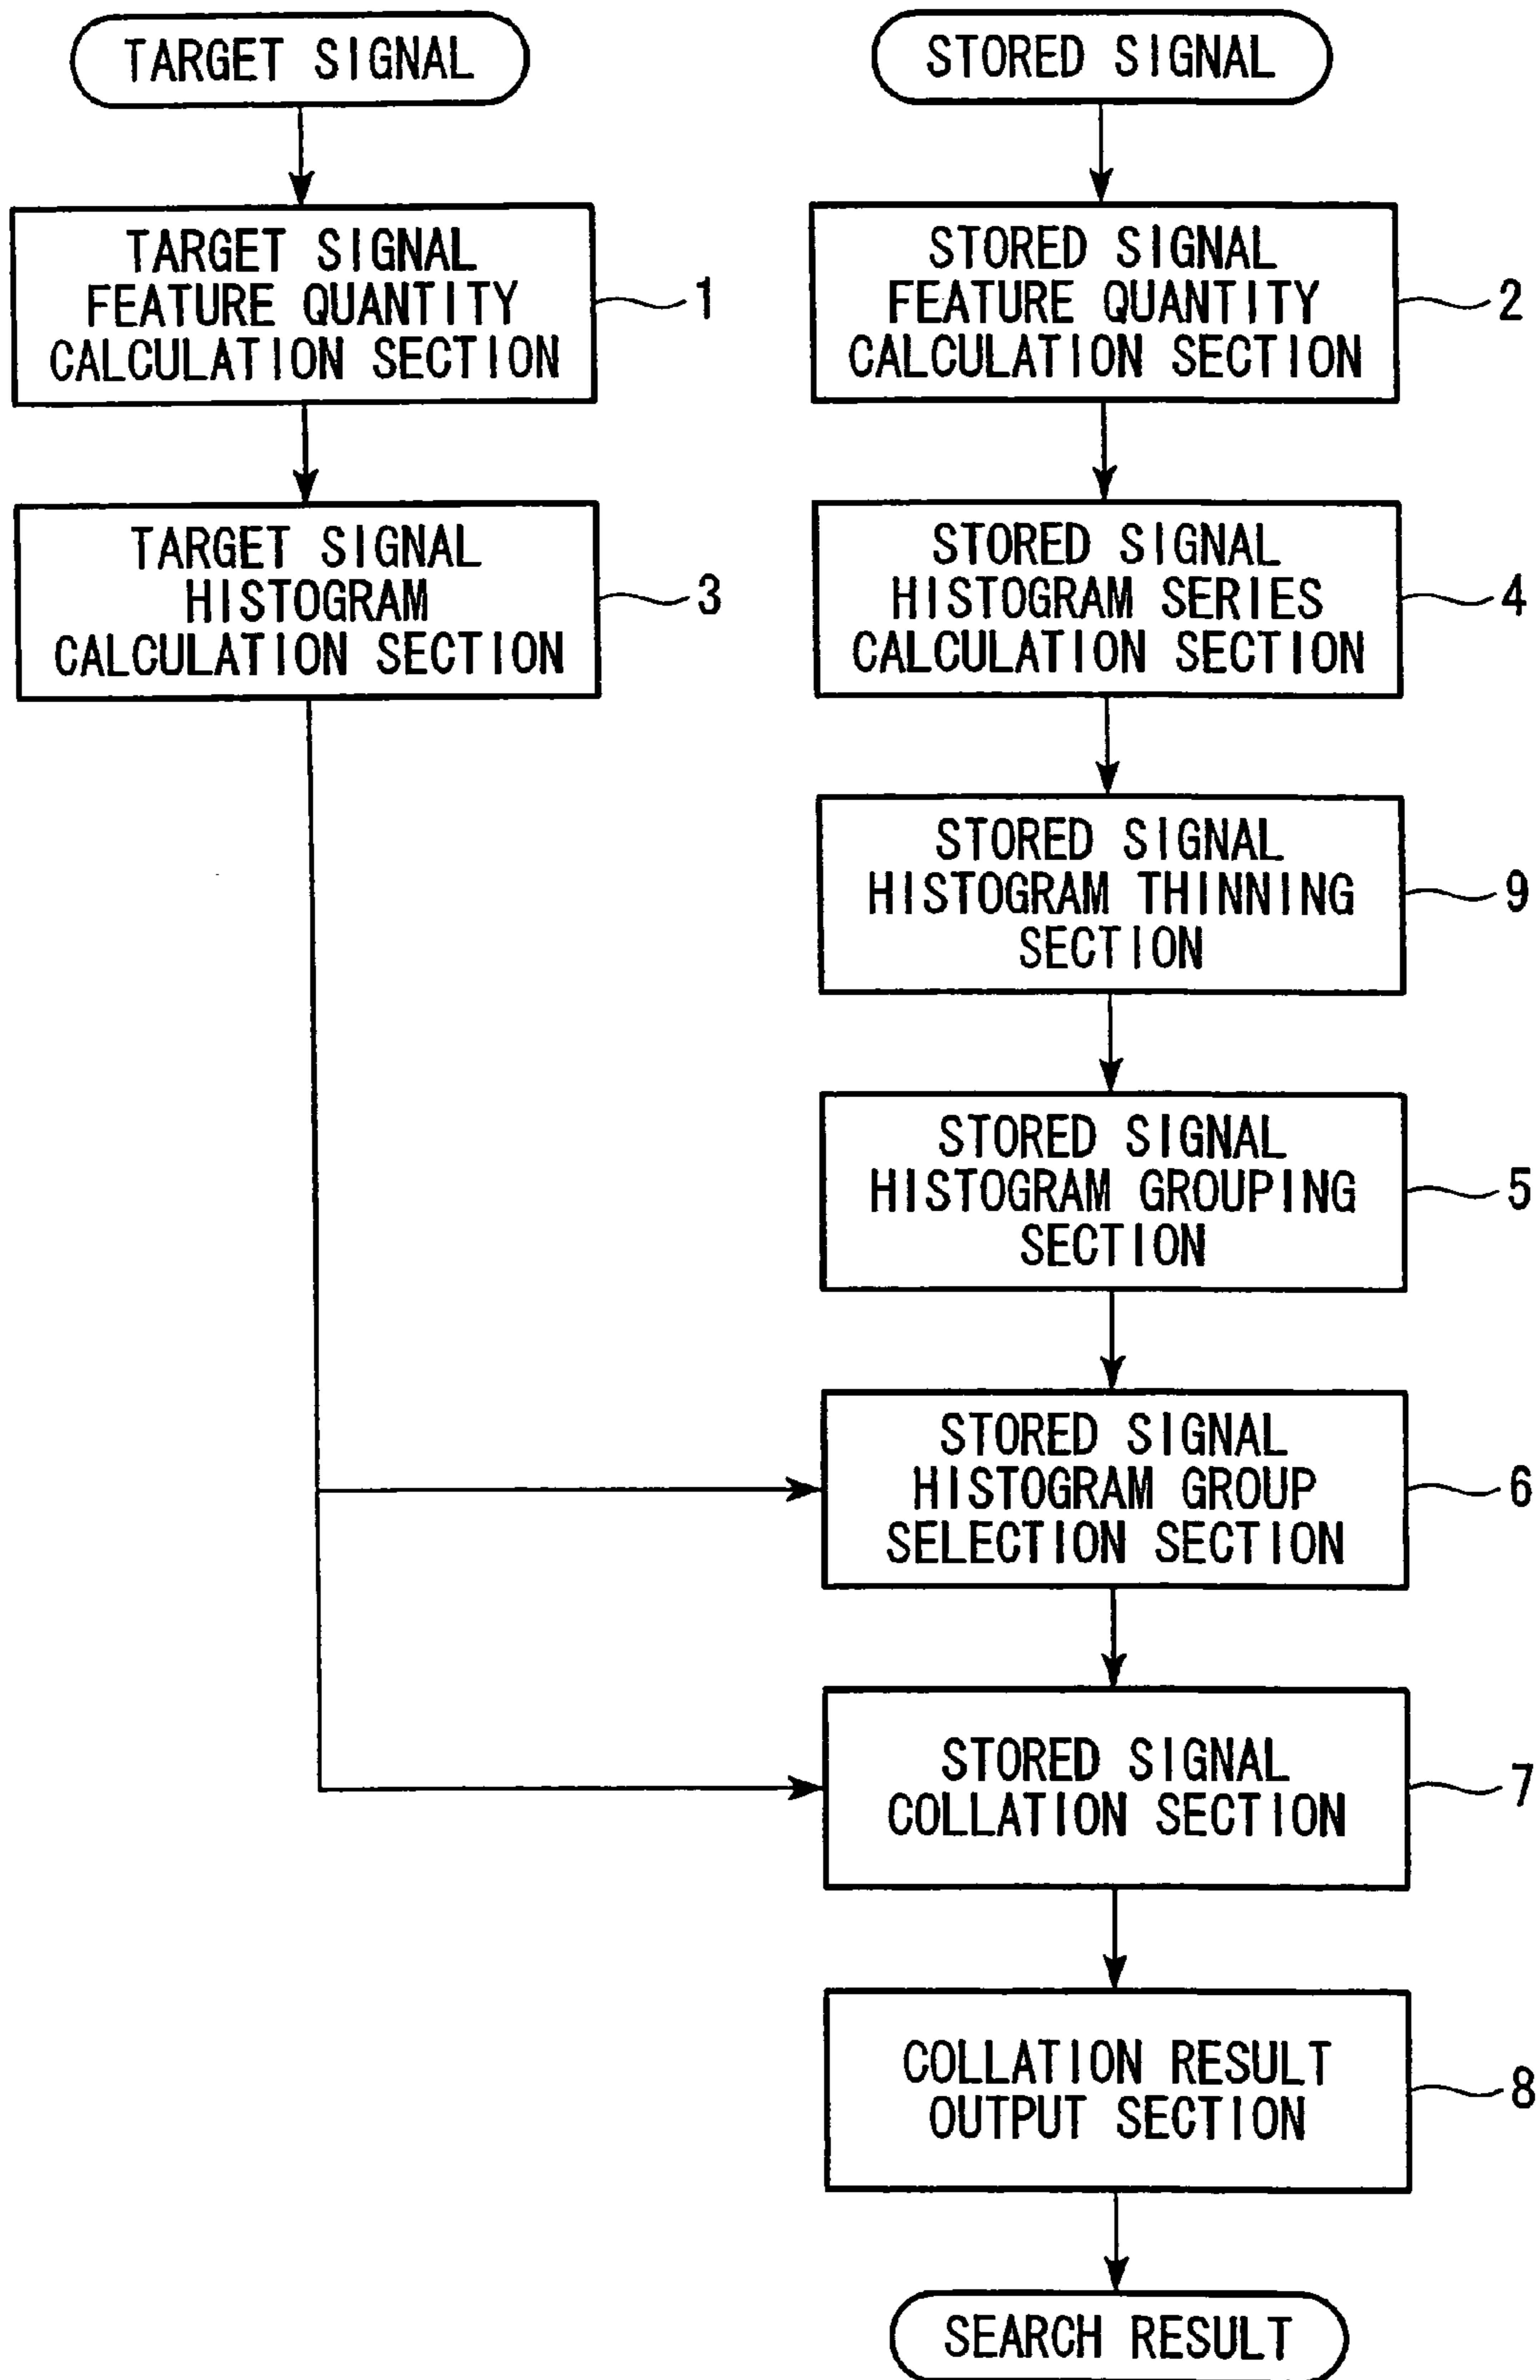 TARGET SIGNAL
STORED SIGNAL
TARGET SIGNAL
FEATURE QUANTITY
CALCULATION SECTION
1
STORED SIGNAL
FEATURE QUANTITY
CALCULATION SECTION
2
TARGET SIGNAL
HISTOGRAM
CALCULATION SECTION
3
STORED SIGNAL
HISTOGRAM SERIES
CALCULATION SECTION
4
STORED SIGNAL
HISTOGRAM THINNING
SECTION
9
STORED SIGNAL
HISTOGRAM GROUPING
SECTION
5
STORED SIGNAL
HISTOGRAM GROUP
SELECTION SECTION
6
STORED SIGNAL
COLLATION SECTION
7
COLLATION RESULT
OUTPUT SECTION
8
SEARCH RESULT